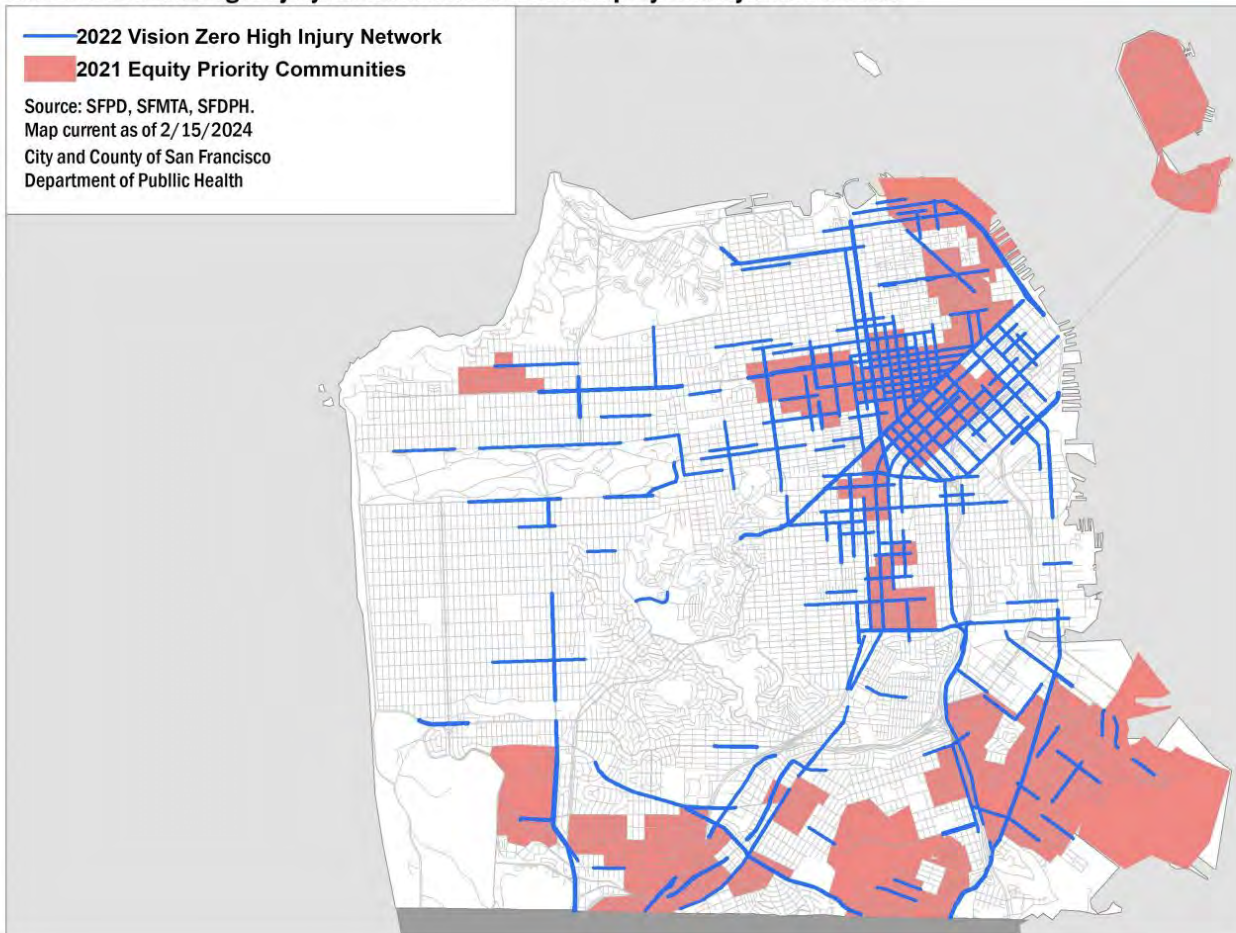 2022 Vision Zero High Injury Network
2021 Equity Priority Communities
Source: SFPD, SFMTA, SFDPH.
Map current as of 2/15/2024
City and County of San Francisco
Department of Publlic Health